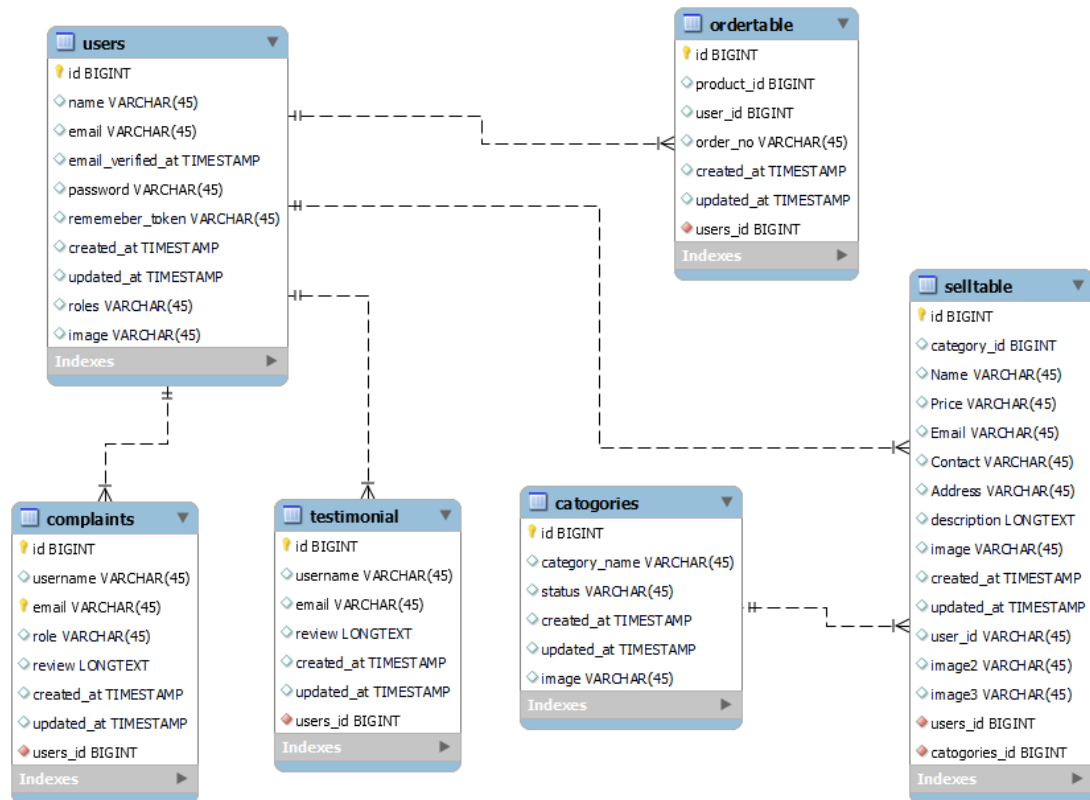 users
id BIGINT
name VARCHAR(45)
email VARCHAR(45)
email_verified_at TIMESTAMP
password VARCHAR(45)
rememeber_token VARCHAR(45)
created_at TIMESTAMP
updated_at TIMESTAMP
roles VARCHAR(45)
image VARCHAR(45)
Indexes
ordertable
id BIGINT
product_id BIGINT
user_id BIGINT
order_no VARCHAR(45)
created_at TIMESTAMP
updated_at TIMESTAMP
users_id BIGINT
Indexes
selltable
id BIGINT
category_id BIGINT
Name VARCHAR(45)
Price VARCHAR(45)
Email VARCHAR(45)
Contact VARCHAR(45)
Address VARCHAR(45)
description LONGTEXT
image VARCHAR(45)
created_at TIMESTAMP
updated_at TIMESTAMP
user_id VARCHAR(45)
image2 VARCHAR(45)
image3 VARCHAR(45)
users_id BIGINT
catogories_id BIGINT
Indexes
complaints
id BIGINT
username VARCHAR(45)
email VARCHAR(45)
role VARCHAR(45)
review LONGTEXT
created_at TIMESTAMP
updated_at TIMESTAMP
users_id BIGINT
Indexes
testimonial
id BIGINT
username VARCHAR(45)
email VARCHAR(45)
review LONGTEXT
created_at TIMESTAMP
updated_at TIMESTAMP
users_id BIGINT
Indexes
catogories
id BIGINT
category_name VARCHAR(45)
status VARCHAR(45)
created_at TIMESTAMP
updated_at TIMESTAMP
image VARCHAR(45)
Indexes